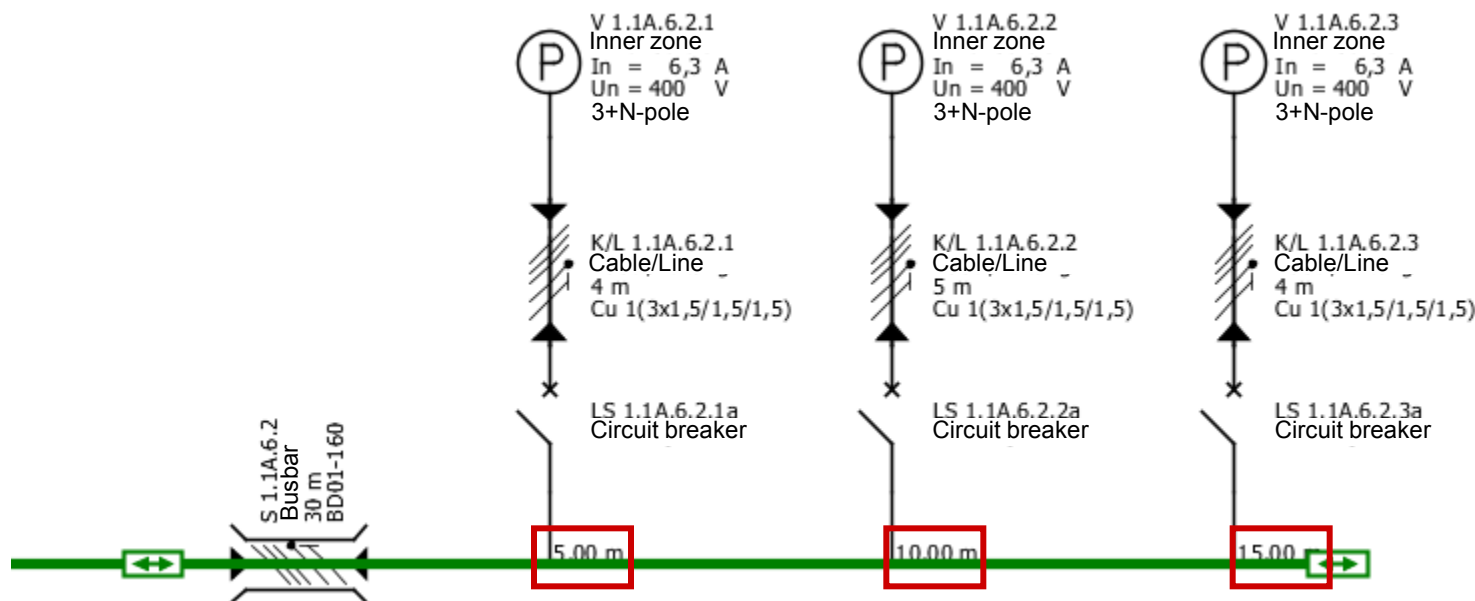 V 1.1A.6.2.1
Inner zone
In = 6,3 A
Un = 400 V
3+N-pole
V 1.1A.6.2.2
Inner zone
In = 6,3 A
Un = 400 V
3+N-pole
V 1.1A.6.2.3
Inner zone
In = 6,3 A
Un = 400 V
3+N-pole
P
P
P
K/L 1.1A.6.2.1
Cable/Line
4 m
Cu 1(3x1,5/1,5/1,5)
K/L 1.1A.6.2.2
Cable/Line
5 m
Cu 1(3x1,5/1,5/1,5)
K/L 1.1A.6.2.3
Cable/Line
4 m
Cu 1(3x1,5/1,5/1,5)
LS 1.1A.6.2.1a
Circuit breaker
LS 1.1A.6.2.2a
Circuit breaker
LS 1.1A.6.2.3a
Circuit breaker
S 1.1A.6.2
Busbar
30 m
BD01-160
5.00 m
10.00 m
15.00 m